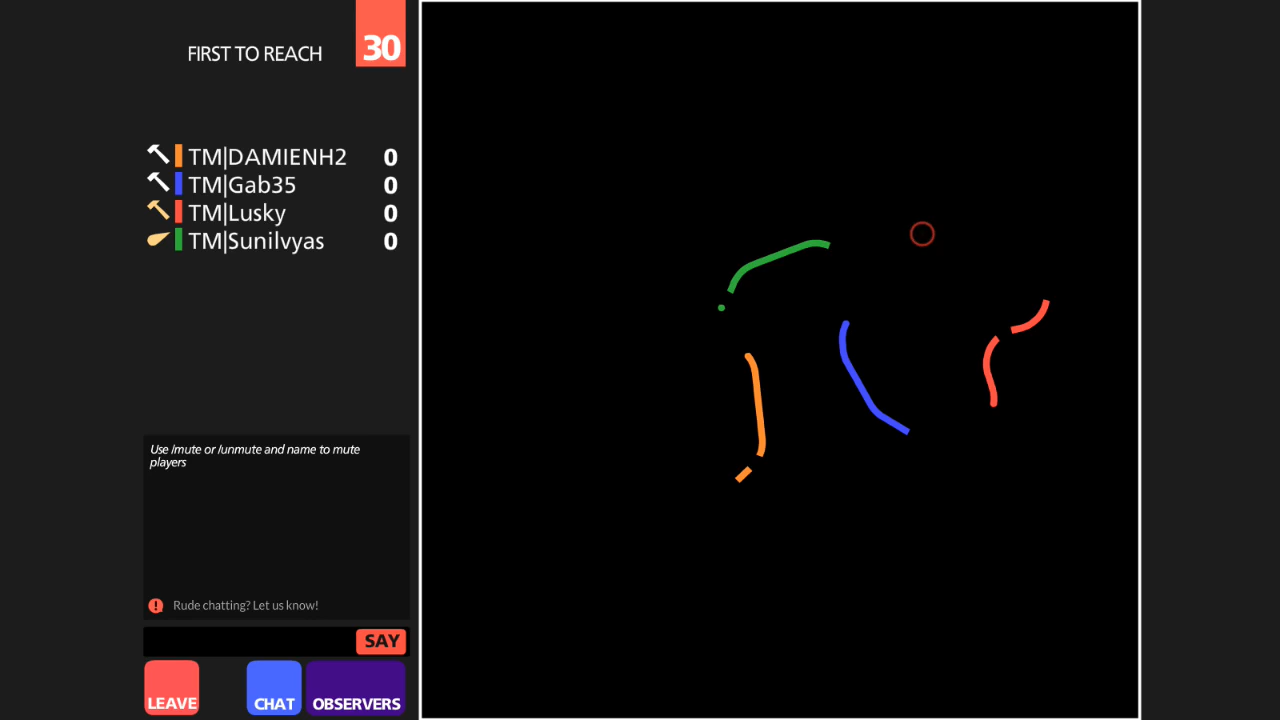 FIRST TO REACH 30
TM|DAMIENH2 0
TM|Gab35 0
TM|Lusky 0
TM|Sunilvyas 0
Use /mute or /unmute and name to mute
players
Rude chatting? Let us know!
SAY
LEAVE CHAT OBSERVERS